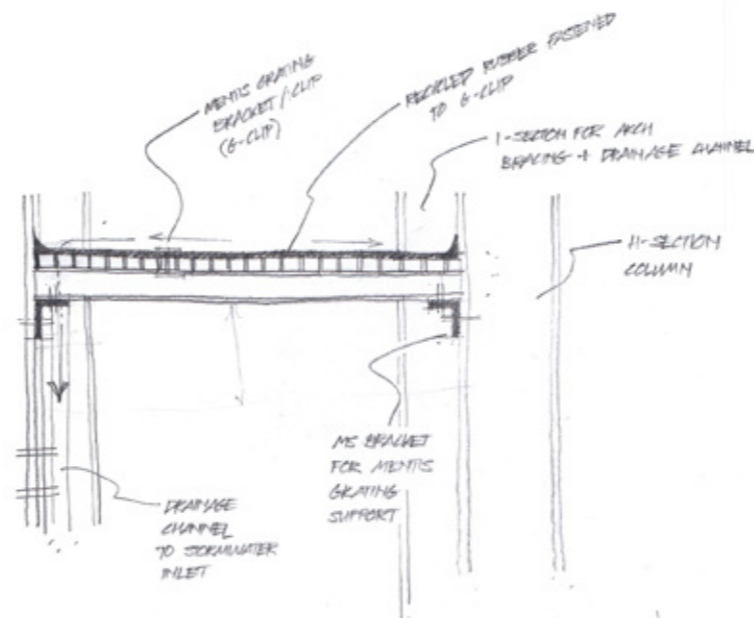 MENTIS GRATING
BRACKET / CLIP
(G-CLIP)
RECYCLED RUBBER FASTENED
TO G-CLIP
I-SECTION FOR ARCH
BRACING + DRAINAGE CHANNEL
H-SECTION
COLUMN
MS BRACKET
FOR MENTIS
GRATING
SUPPORT
DRAINAGE
CHANNEL
TO STORMWATER
INLET